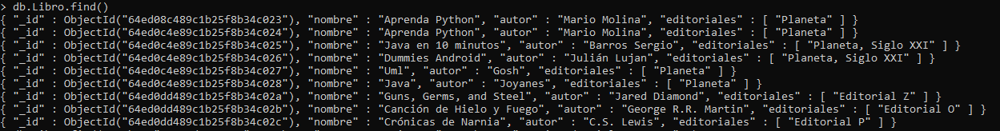 > db.Libro.find()
{ "_id" : ObjectId("64ed08c489c1b25f8b34c023"), "nombre" : "Aprenda Python", "autor" : "Mario Molina", "editoriales" : [ "Planeta" ] }
{ "_id" : ObjectId("64ed0c4e89c1b25f8b34c024"), "nombre" : "Aprenda Python", "autor" : "Mario Molina", "editoriales" : [ "Planeta" ] }
{ "_id" : ObjectId("64ed0c4e89c1b25f8b34c025"), "nombre" : "Java en 10 minutos", "autor" : "Barros Sergio", "editoriales" : [ "Planeta, Siglo XXI" ] }
{ "_id" : ObjectId("64ed0c4e89c1b25f8b34c026"), "nombre" : "Dummies Android", "autor" : "Julián Lujan", "editoriales" : [ "Planeta, Siglo XXI" ] }
{ "_id" : ObjectId("64ed0c4e89c1b25f8b34c027"), "nombre" : "Uml", "autor" : "Gosh", "editoriales" : [ "Planeta" ] }
{ "_id" : ObjectId("64ed0c4e89c1b25f8b34c028"), "nombre" : "Java", "autor" : "Joyanes", "editoriales" : [ "Planeta" ] }
{ "_id" : ObjectId("64ed0dd489c1b25f8b34c02a"), "nombre" : "Guns, Germs, and Steel", "autor" : "Jared Diamond", "editoriales" : [ "Editorial Z" ] }
{ "_id" : ObjectId("64ed0dd489c1b25f8b34c02b"), "nombre" : "Canción de Hielo y Fuego", "autor" : "George R.R. Martin", "editoriales" : [ "Editorial O" ] }
{ "_id" : ObjectId("64ed0dd489c1b25f8b34c02c"), "nombre" : "Crónicas de Narnia", "autor" : "C.S. Lewis", "editoriales" : [ "Editorial P" ] }